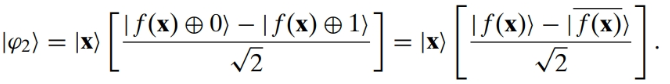 |φ₂⟩ = |𝐱⟩ [ (|f(𝐱) ⊕ 0⟩ − |f(𝐱) ⊕ 1⟩) / √2 ] = |𝐱⟩ [ (|f(𝐱)⟩ − |f̅(̅𝐱̅)̅⟩) / √2 ] .